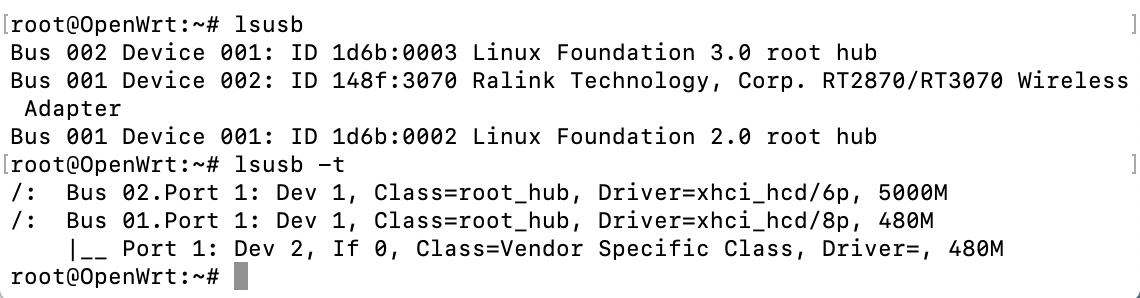 [root@OpenWrt:~# lsusb ]
Bus 002 Device 001: ID 1d6b:0003 Linux Foundation 3.0 root hub
Bus 001 Device 002: ID 148f:3070 Ralink Technology, Corp. RT2870/RT3070 Wireless
 Adapter
Bus 001 Device 001: ID 1d6b:0002 Linux Foundation 2.0 root hub
[root@OpenWrt:~# lsusb -t ]
/:  Bus 02.Port 1: Dev 1, Class=root_hub, Driver=xhci_hcd/6p, 5000M
/:  Bus 01.Port 1: Dev 1, Class=root_hub, Driver=xhci_hcd/8p, 480M
    |__ Port 1: Dev 2, If 0, Class=Vendor Specific Class, Driver=, 480M
root@OpenWrt:~#